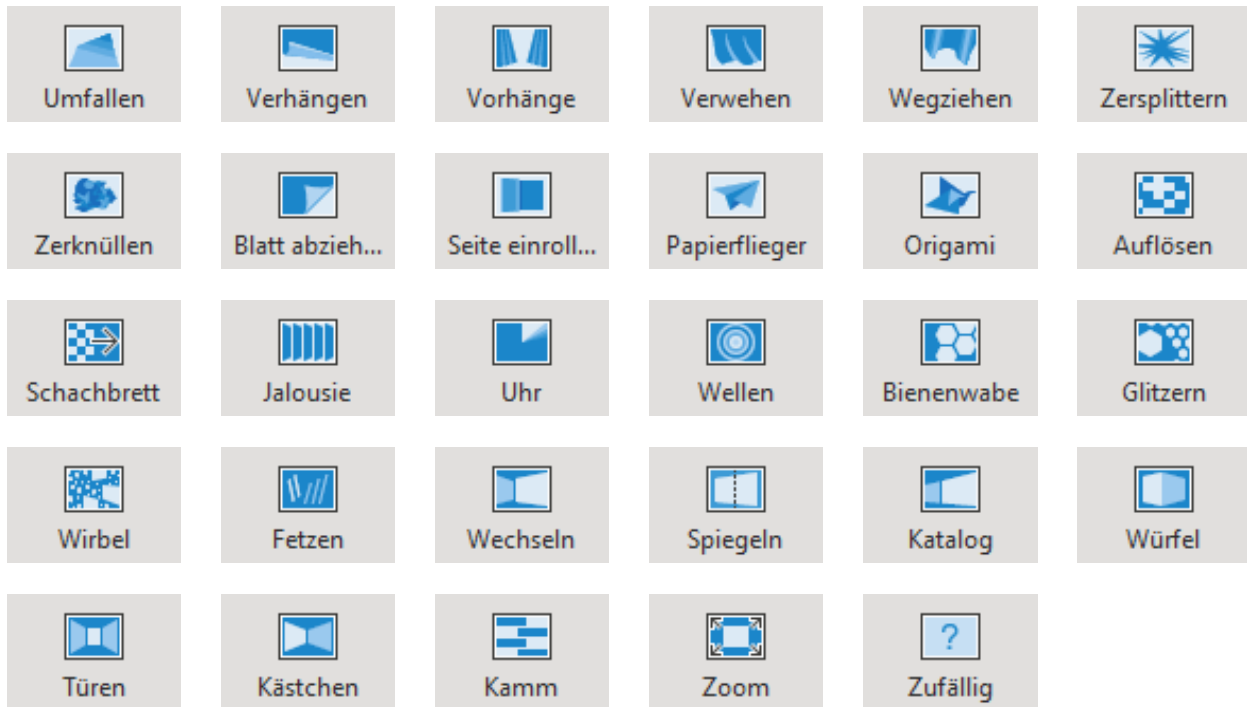 Umfallen
Verhängen
Vorhänge
Verwehen
Wegziehen
Zersplittern
Zerknüllen
Blatt abzieh...
Seite einroll...
Papierflieger
Origami
Auflösen
Schachbrett
Jalousie
Uhr
Wellen
Bienenwabe
Glitzern
Wirbel
Fetzen
Wechseln
Spiegeln
Katalog
Würfel
Türen
Kästchen
Kamm
Zoom
?
Zufällig